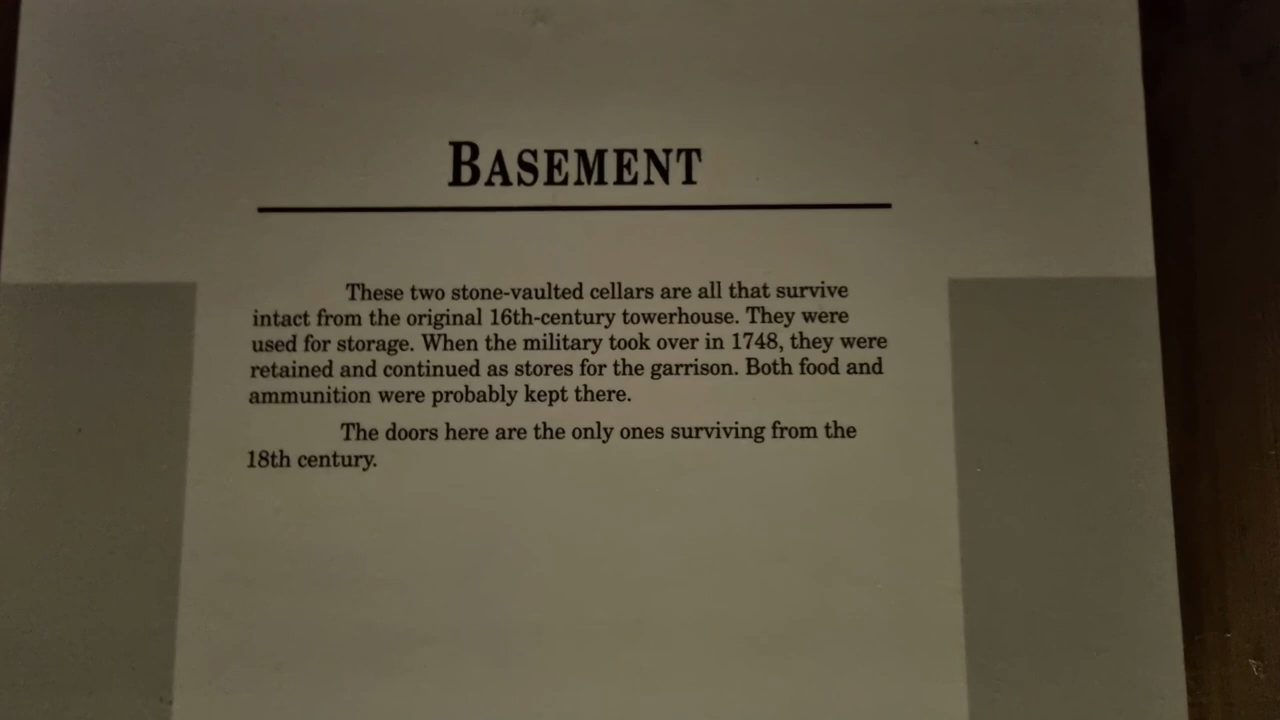 BASEMENT
These two stone-vaulted cellars are all that survive
intact from the original 16th-century towerhouse. They were
used for storage. When the military took over in 1748, they were
retained and continued as stores for the garrison. Both food and
ammunition were probably kept there.
The doors here are the only ones surviving from the
18th century.